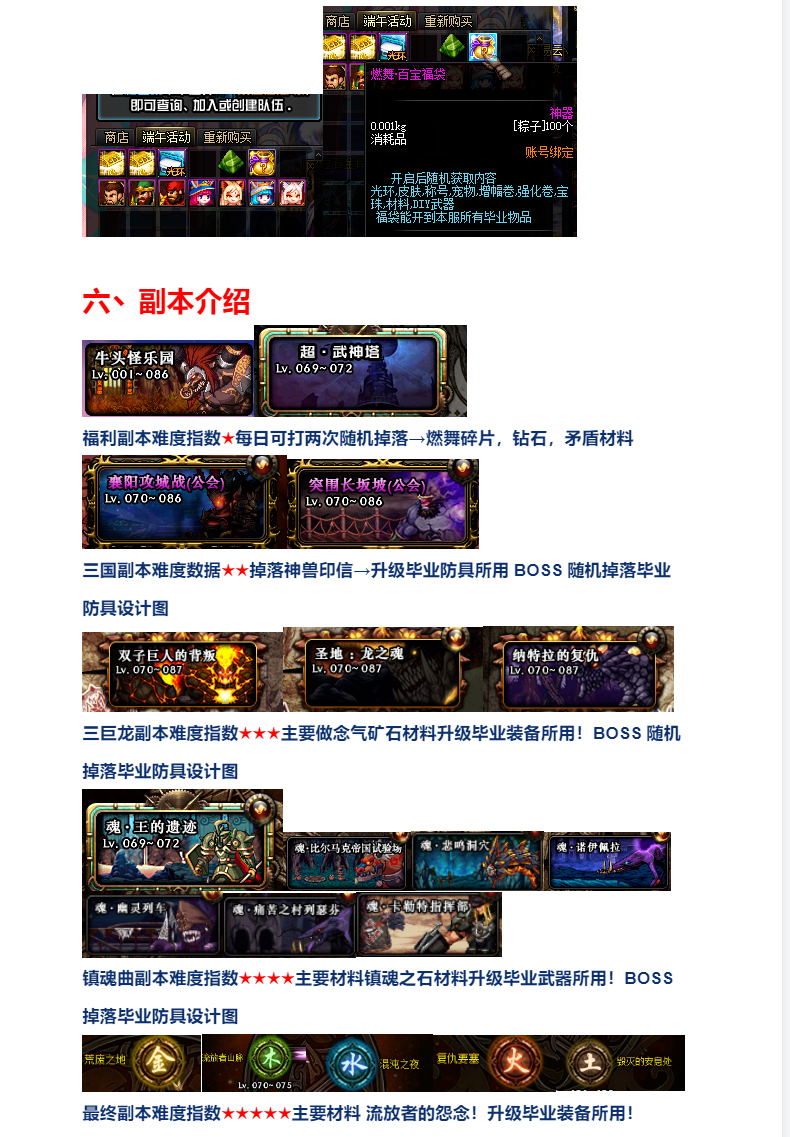 商店 端午活动 重新购买
光环
燃舞·百宝福袋
神器
0.001kg [粽子]100个
消耗品
账号绑定
开启后随机获取内容
光环,皮肤,称号,宠物,增幅卷,强化卷,宝
珠,材料,DIY武器
福袋能开到本服所有毕业物品
即可查询、加入或创建队伍.
商店 端午活动 重新购买
光环
六、副本介绍
牛头怪乐园
Lv. 001~086
超·武神塔
Lv. 069~072
福利副本难度指数★每日可打两次随机掉落→燃舞碎片，钻石，矛盾材料
襄阳攻城战(公会)
Lv. 070~086
突围长坂坡(公会)
Lv. 070~086
三国副本难度数据★★掉落神兽印信→升级毕业防具所用 BOSS 随机掉落毕业
防具设计图
双子巨人的背叛
Lv. 070~087
圣地：龙之魂
Lv. 070~087
纳特拉的复仇
Lv. 070~087
三巨龙副本难度指数★★★主要做念气矿石材料升级毕业装备所用！BOSS 随机
掉落毕业防具设计图
魂·王的遗迹
Lv. 069~072
魂·比尔马克帝国试验场
魂·悲鸣洞穴
魂·诺伊佩拉
魂·幽灵列车
魂·痛苦之村列瑟芬
魂·卡勒特指挥部
镇魂曲副本难度指数★★★★主要材料镇魂之石材料升级毕业武器所用！BOSS
掉落毕业防具设计图
荒废之地 金
流放者山脉 木
Lv. 070~075
水 混沌之夜
复仇要塞 火
土 毁灭的安息处
最终副本难度指数★★★★★主要材料 流放者的怨念！升级毕业装备所用！